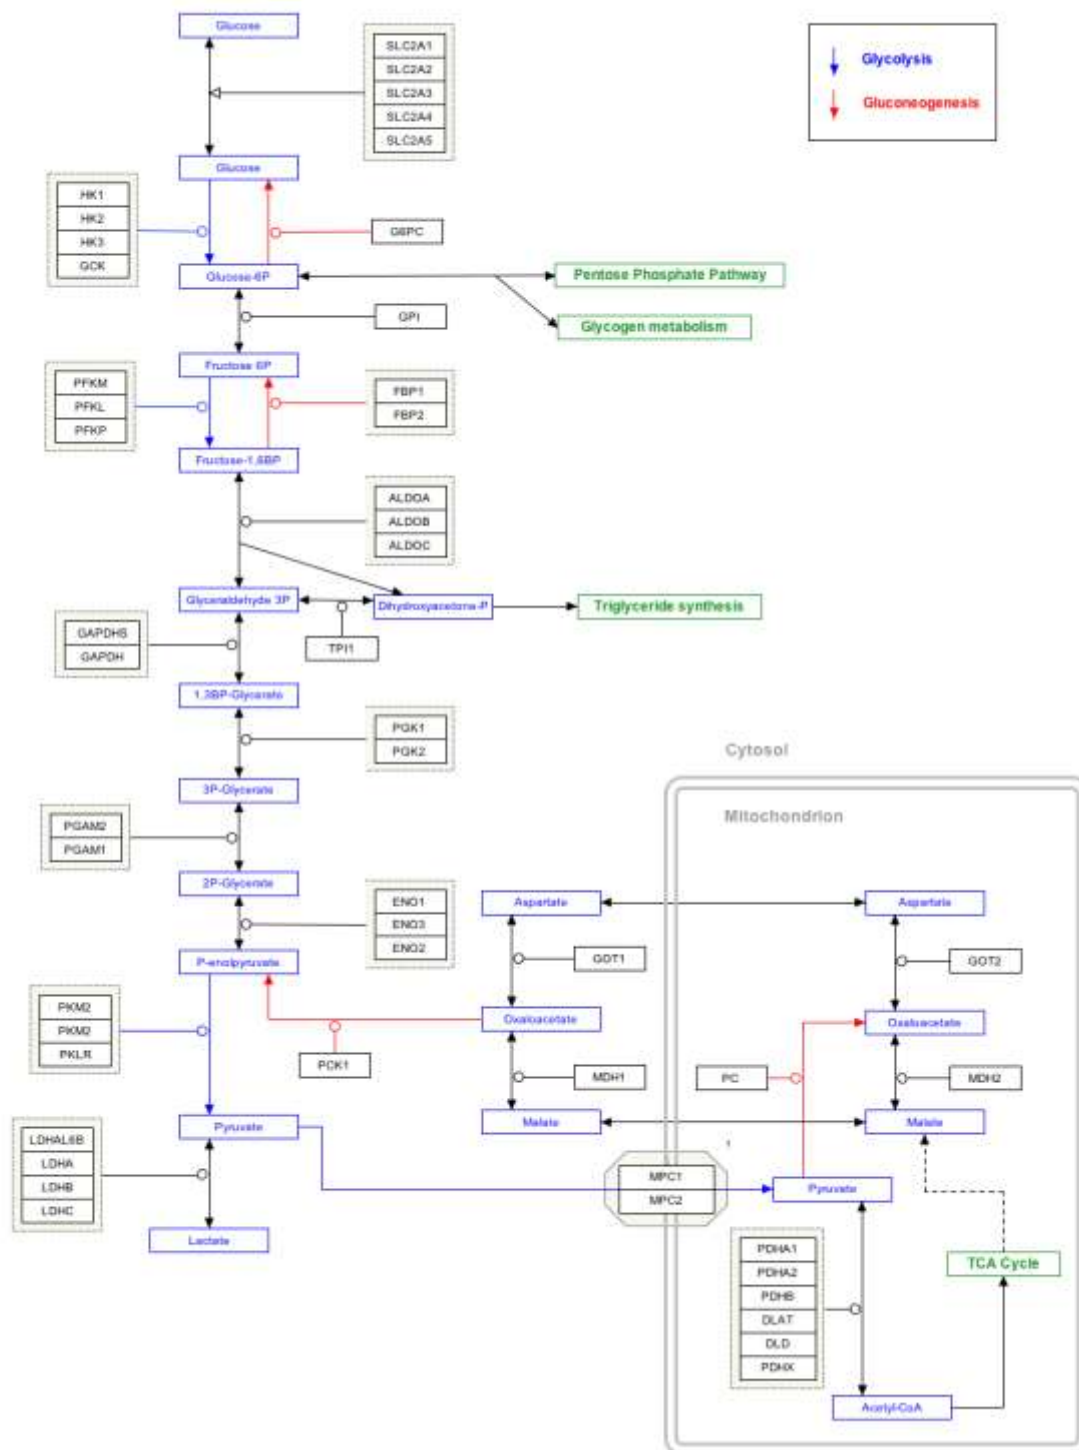 Glucose
SLC2A1
SLC2A2
SLC2A3
SLC2A4
SLC2A5
Glycolysis
Gluconeogenesis
Glucose
HK1
HK2
HK3
GCK
G6PC
Glucose-6P
Pentose Phosphate Pathway
GPI
Glycogen metabolism
Fructose 6P
PFKM
PFKL
PFKP
FBP1
FBP2
Fructose-1,6BP
ALDOA
ALDOB
ALDOC
Glyceraldehyde 3P
Dihydroxyacetone-P
Triglyceride synthesis
GAPDHS
GAPDH
TPI1
1,3BP-Glycerate
PGK1
PGK2
Cytosol
3P-Glycerate
Mitochondrion
PGAM2
PGAM1
2P-Glycerate
ENO1
ENO3
ENO2
Aspartate
Aspartate
GOT1
GOT2
P-enolpyruvate
PKM2
PKM2
PKLR
Oxaloacetate
Oxaloacetate
PCK1
MDH1
PC
MDH2
Pyruvate
Malate
Malate
LDHAL6B
LDHA
LDHB
LDHC
MPC1
MPC2
Pyruvate
Lactate
PDHA1
PDHA2
PDHB
DLAT
DLD
PDHX
TCA Cycle
Acetyl-CoA